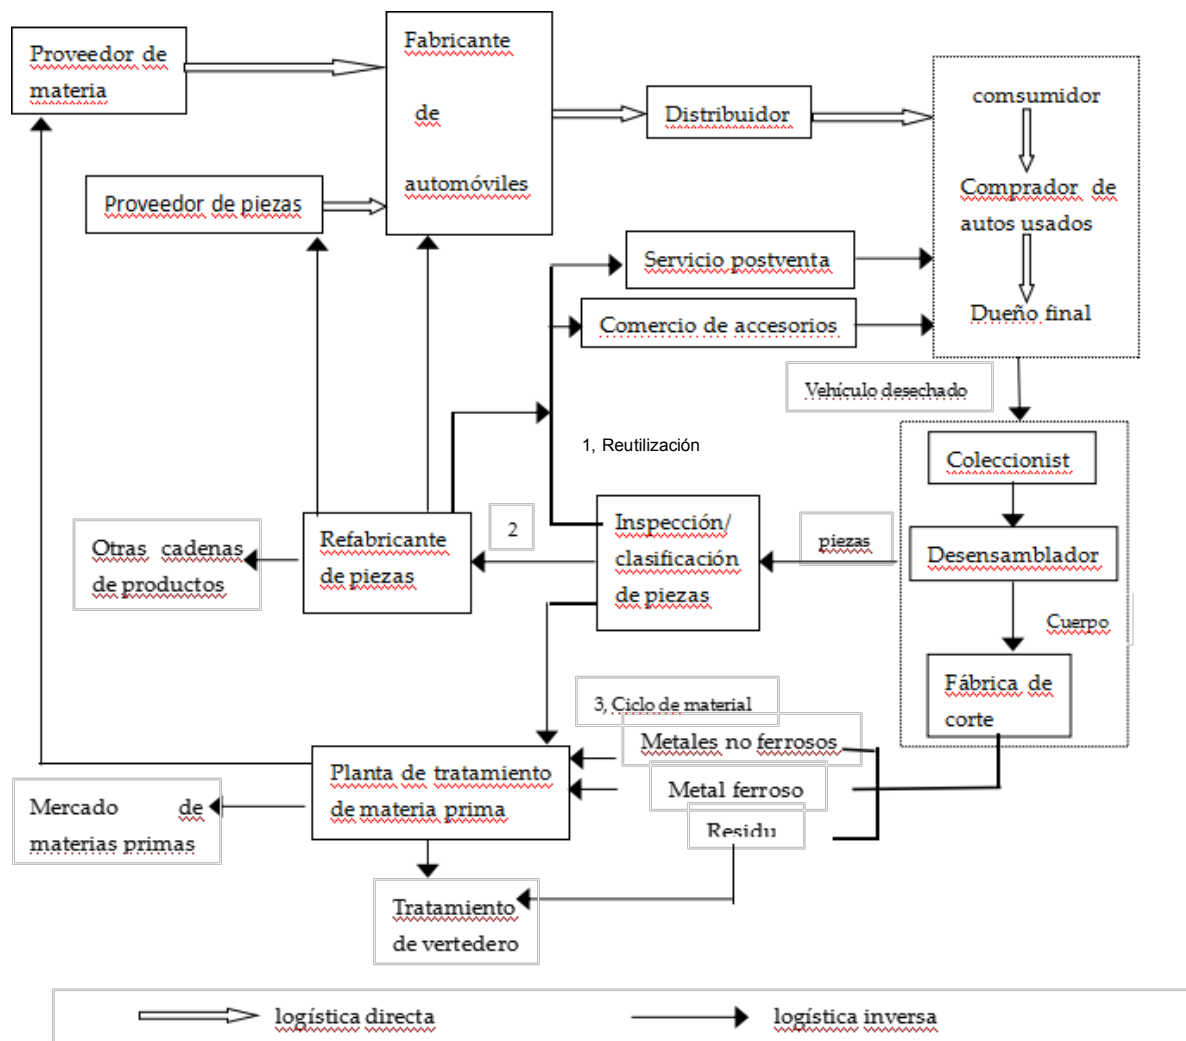 Proveedor de
materia
Fabricante
de
automóviles
Distribuidor
comsumidor
Comprador de
autos usados
Dueño final
Proveedor de piezas
Servicio postventa
Comercio de accesorios
Vehículo desechado
1, Reutilización
Coleccionist
Desensamblador
Cuerpo
Fábrica de
corte
piezas
Inspección/
clasificación
de piezas
2
Refabricante
de piezas
Otras cadenas
de productos
3, Ciclo de material
Metales no ferrosos
Metal ferroso
Residu
Planta de tratamiento
de materia prima
Mercado de
materias primas
Tratamiento
de vertedero
logística directa
logística inversa